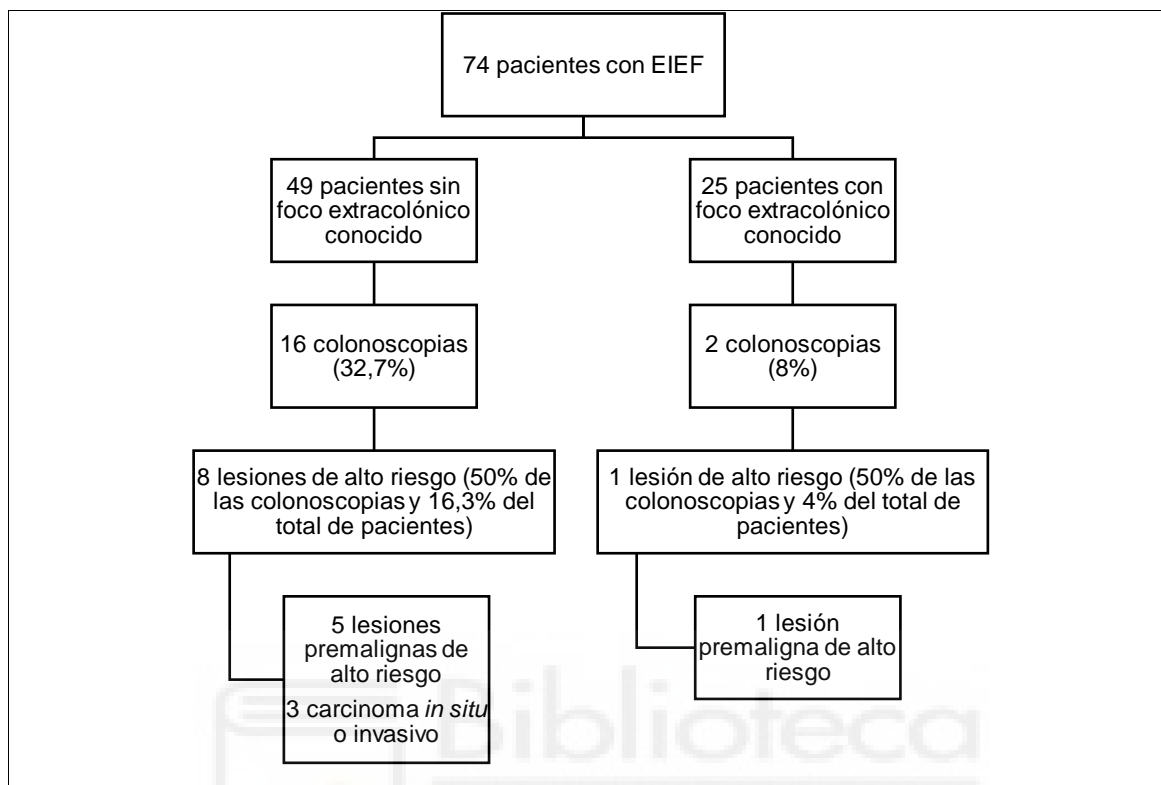 74 pacientes con EIEF
49 pacientes sin
foco extracolónico
conocido
25 pacientes con
foco extracolónico
conocido
16 colonoscopias
(32,7%)
2 colonoscopias
(8%)
8 lesiones de alto riesgo (50% de
las colonoscopias y 16,3% del
total de pacientes)
1 lesión de alto riesgo (50% de las
colonoscopias y 4% del total de
pacientes)
5 lesiones
premalignas de
alto riesgo
3 carcinoma in situ
o invasivo
1 lesión
premaligna de alto
riesgo
Biblioteca